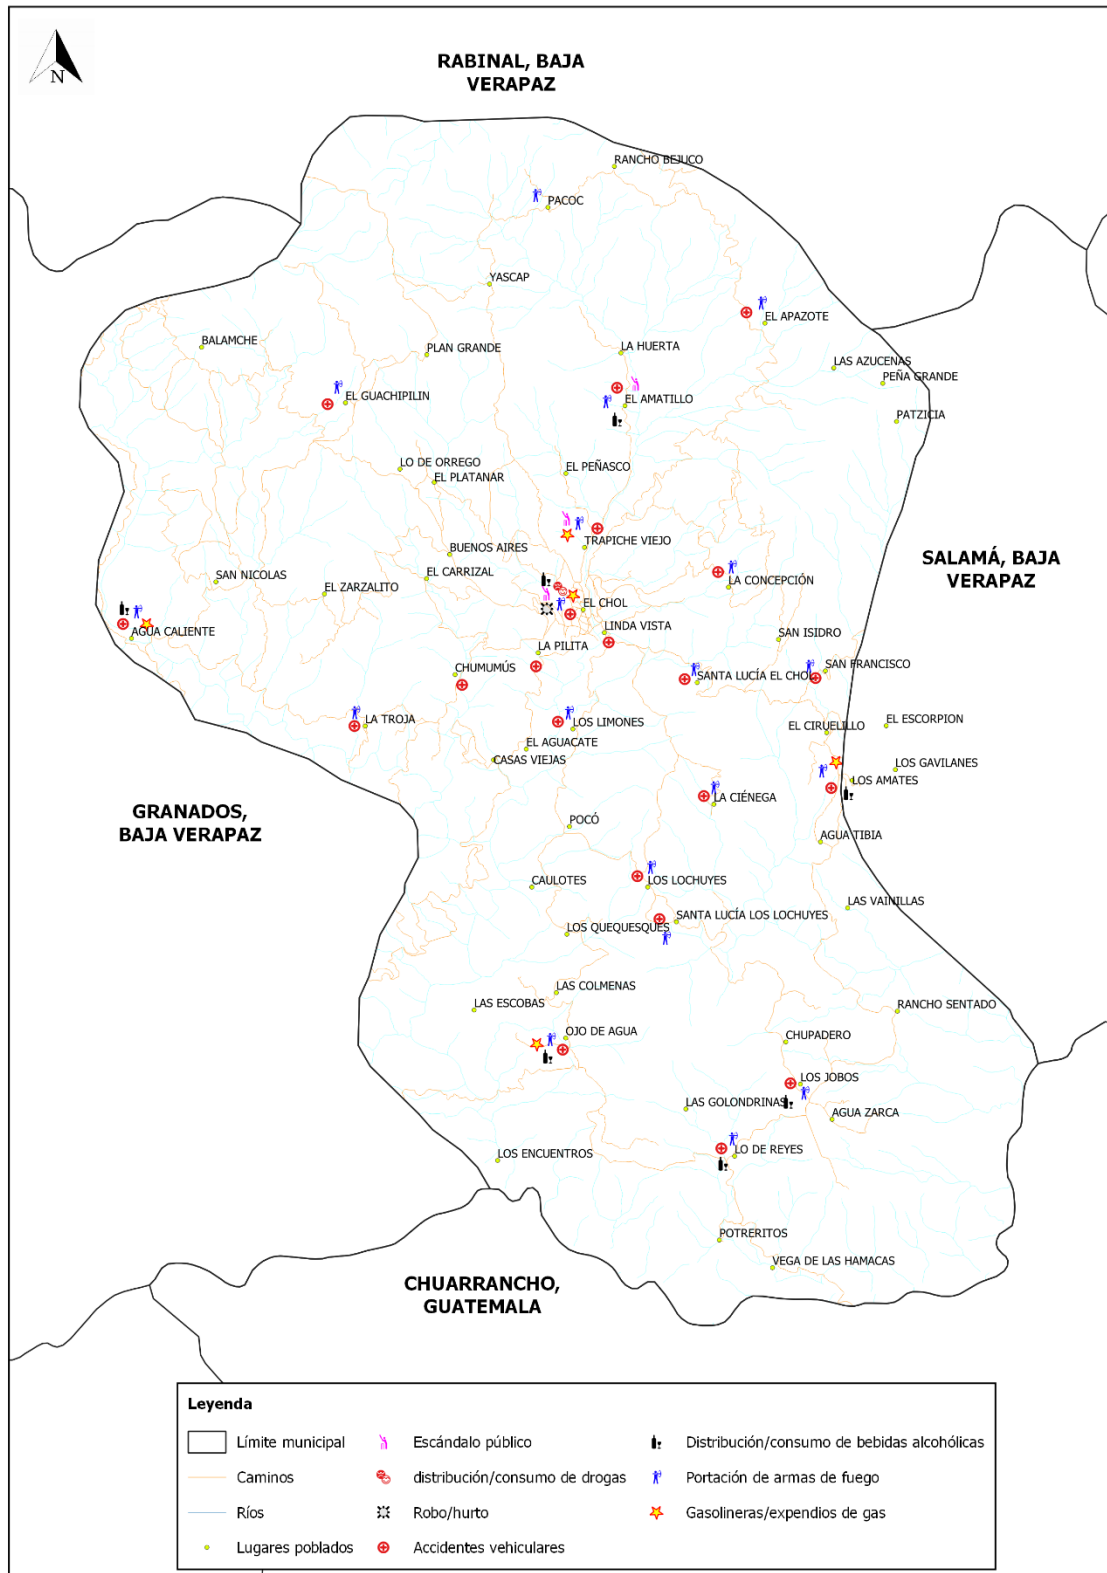 N
RABINAL, BAJA
VERAPAZ
RANCHO BEJUCO
PACOC
YASCAP
EL APAZOTE
BALAMCHE
PLAN GRANDE
LA HUERTA
LAS AZUCENAS
PEÑA GRANDE
EL GUACHIPILIN
EL AMATILLO
PATZICIA
LO DE ORREGO
EL PLATANAR
EL PEÑASCO
TRAPICHE VIEJO
BUENOS AIRES
SALAMÁ, BAJA
VERAPAZ
SAN NICOLAS
EL ZARZALITO
EL CARRIZAL
LA CONCEPCIÓN
EL CHOL
AGUA CALIENTE
LINDA VISTA
SAN ISIDRO
LA PILITA
CHUMUMÚS
SANTA LUCÍA EL CHOL
SAN FRANCISCO
LA TROJA
LOS LIMONES
EL CIRUELILLO
EL ESCORPION
EL AGUACATE
CASAS VIEJAS
LOS GAVILANES
LOS AMATES
GRANADOS,
BAJA VERAPAZ
LA CIÉNEGA
POCÓ
AGUA TIBIA
CAULOTES
LOS LOCHUYES
LAS VAINILLAS
SANTA LUCÍA LOS LOCHUYES
LOS QUEQUESQUES
LAS COLMENAS
LAS ESCOBAS
RANCHO SENTADO
OJO DE AGUA
CHUPADERO
LOS JOBOS
LAS GOLONDRINAS
AGUA ZARCA
LOS ENCUENTROS
LO DE REYES
POTRERITOS
VEGA DE LAS HAMACAS
CHUARRANCHO,
GUATEMALA
Leyenda
Límite municipal
Caminos
Ríos
Lugares poblados
Escándalo público
distribución/consumo de drogas
Robo/hurto
Accidentes vehiculares
Distribución/consumo de bebidas alcohólicas
Portación de armas de fuego
Gasolineras/expendios de gas